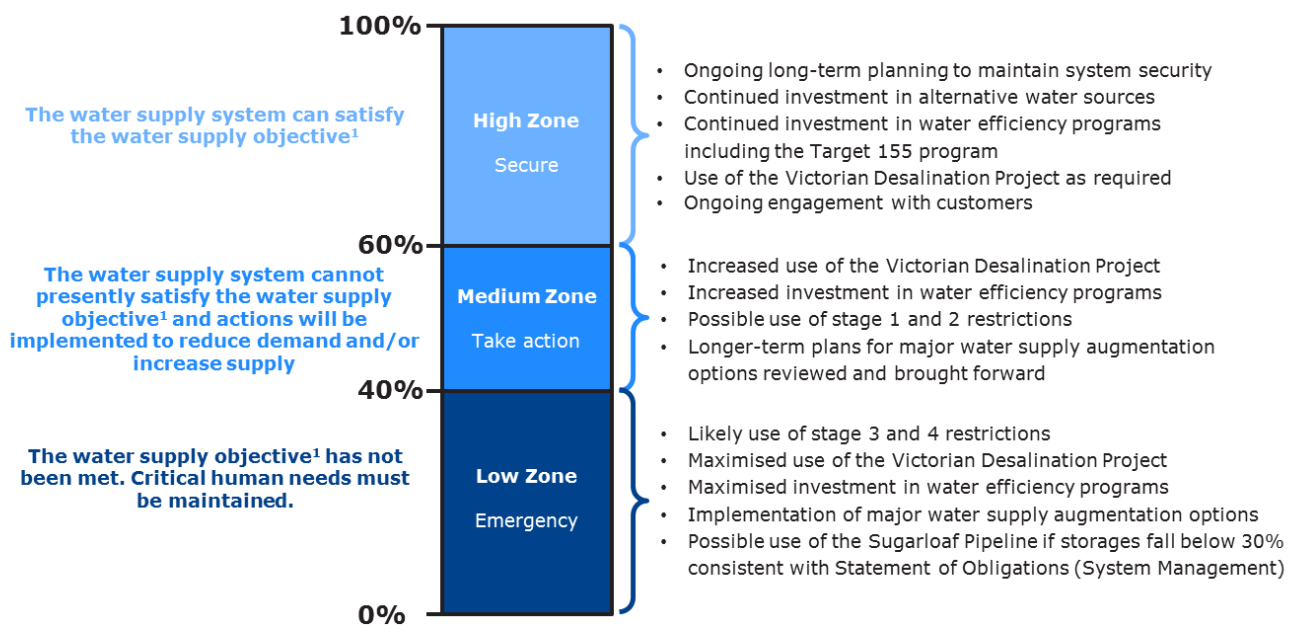 100%
The water supply system can satisfy
the water supply objective¹
High Zone
Secure
• Ongoing long-term planning to maintain system security
• Continued investment in alternative water sources
• Continued investment in water efficiency programs
including the Target 155 program
• Use of the Victorian Desalination Project as required
• Ongoing engagement with customers
60%
The water supply system cannot
presently satisfy the water supply
objective¹ and actions will be
implemented to reduce demand and/or
increase supply
Medium Zone
Take action
• Increased use of the Victorian Desalination Project
• Increased investment in water efficiency programs
• Possible use of stage 1 and 2 restrictions
• Longer-term plans for major water supply augmentation
options reviewed and brought forward
40%
The water supply objective¹ has not
been met. Critical human needs must
be maintained.
Low Zone
Emergency
• Likely use of stage 3 and 4 restrictions
• Maximised use of the Victorian Desalination Project
• Maximised investment in water efficiency programs
• Implementation of major water supply augmentation options
• Possible use of the Sugarloaf Pipeline if storages fall below 30%
consistent with Statement of Obligations (System Management)
0%